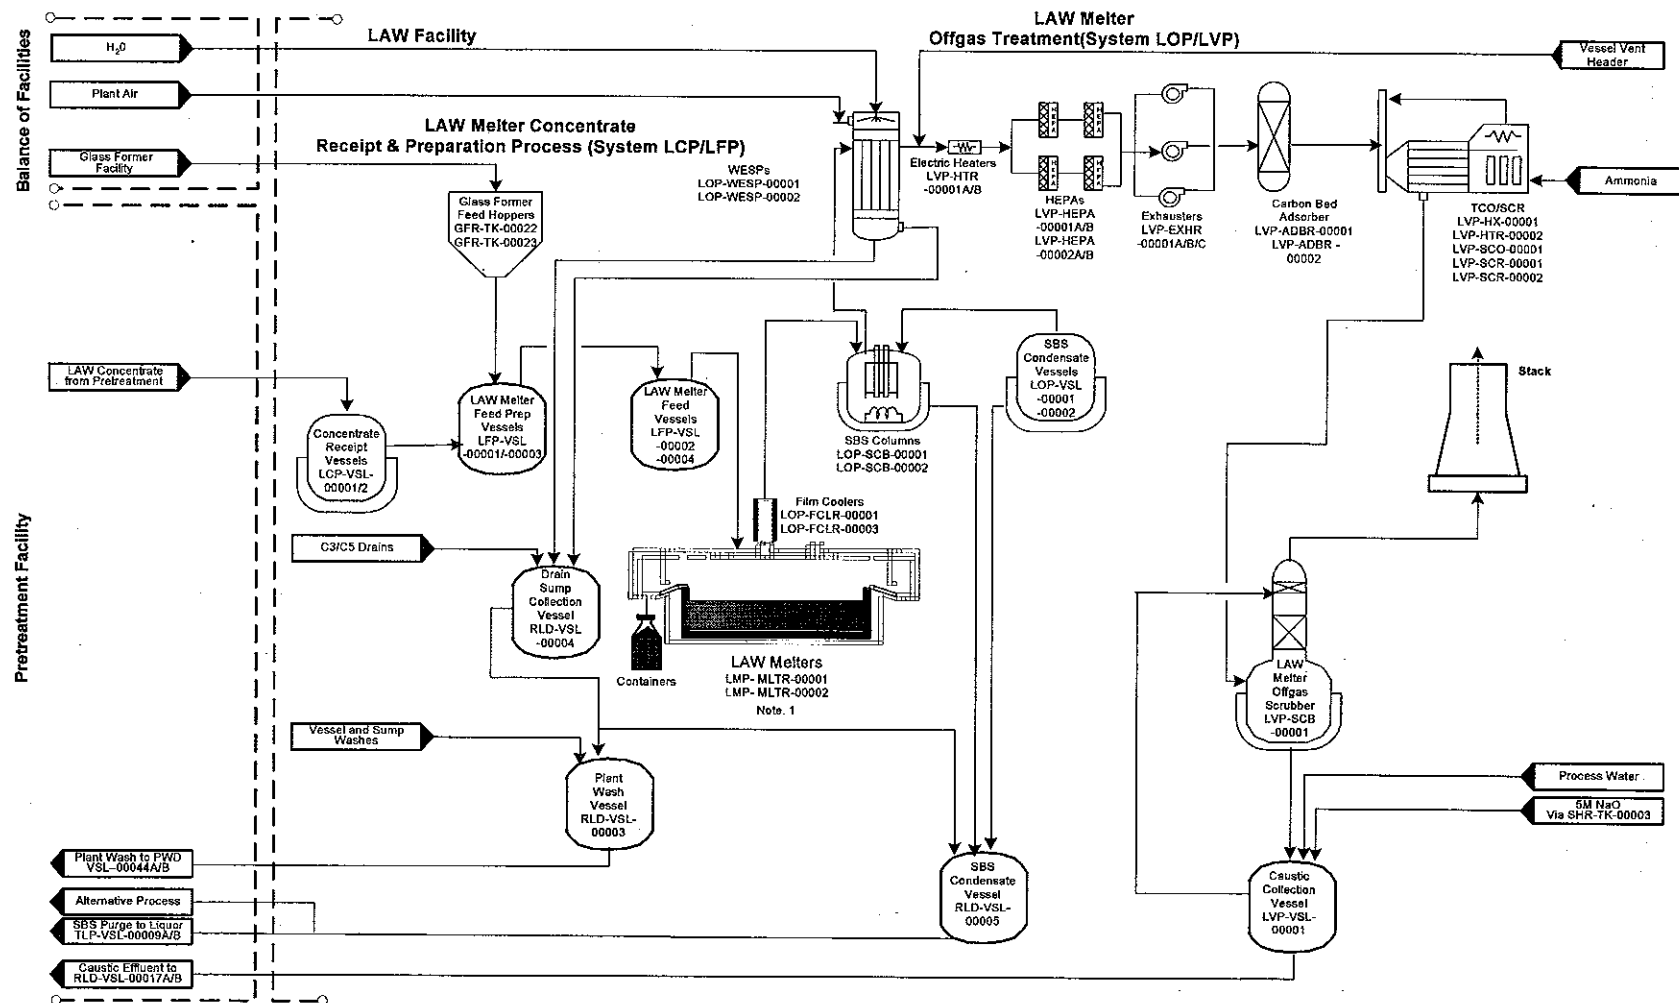 Balance of Facilities
Pretreatment Facility
H20
Plant Air
Glass Former
Facility
LAW Facility
LAW Melter
Offgas Treatment(System LOP/LVP)
Vessel Vent
Header
LAW Melter Concentrate
Receipt & Preparation Process (System LCP/LFP)
Glass Former
Feed Hoppers
GFR-TK-00022
GFR-TK-00023
WESPs
LOP-WESP-00001
LOP-WESP-00002
Electric Heaters
LVP-HTR
-00001A/B
HEPA
HEPA
HEPA
HEPA
HEPAs
LVP-HEPA
-00001A/B
LVP-HEPA
-00002A/B
Exhausters
LVP-EXHR
-00001A/B/C
Carbon Bed
Adsorber
LVP-ADBR-00001
LVP-ADBR -
00002
Ammonia
TCO/SCR
LVP-HX-00001
LVP-HTR-00002
LVP-SCO-00001
LVP-SCR-00001
LVP-SCR-00002
LAW Concentrate
from Pretreatment
Concentrate
Receipt
Vessels
LCP-VSL-
00001/2
LAW Melter
Feed Prep
Vessels
LFP-VSL
-00001/-00003
LAW Melter
Feed
Vessels
LFP-VSL
-00002
-00004
SBS Columns
LOP-SCB-00001
LOP-SCB-00002
SBS
Condensate
Vessels
LOP-VSL
-00001
-00002
Stack
Film Coolers
LOP-FCLR-00001
LOP-FCLR-00003
C3/C5 Drains
Drain
Sump
Collection
Vessel
RLD-VSL
-00004
Containers
LAW Melters
LMP- MLTR-00001
LMP- MLTR-00002
Note. 1
LAW
Melter
Offgas
Scrubber
LVP-SCB
-00001
Vessel and Sump
Washes
Plant
Wash
Vessel
RLD-VSL-
00003
Process Water
5M NaO
Via SHR-TK-00003
Plant Wash to PWD
VSL-00044A/B
Alternative Process
SBS Purge to Liquor
TLP-VSL-00009A/B
Caustic Effluent to
RLD-VSL-00017A/B
SBS
Condensate
Vessel
RLD-VSL-
00005
Caustic
Collection
Vessel
LVP-VSL-
00001